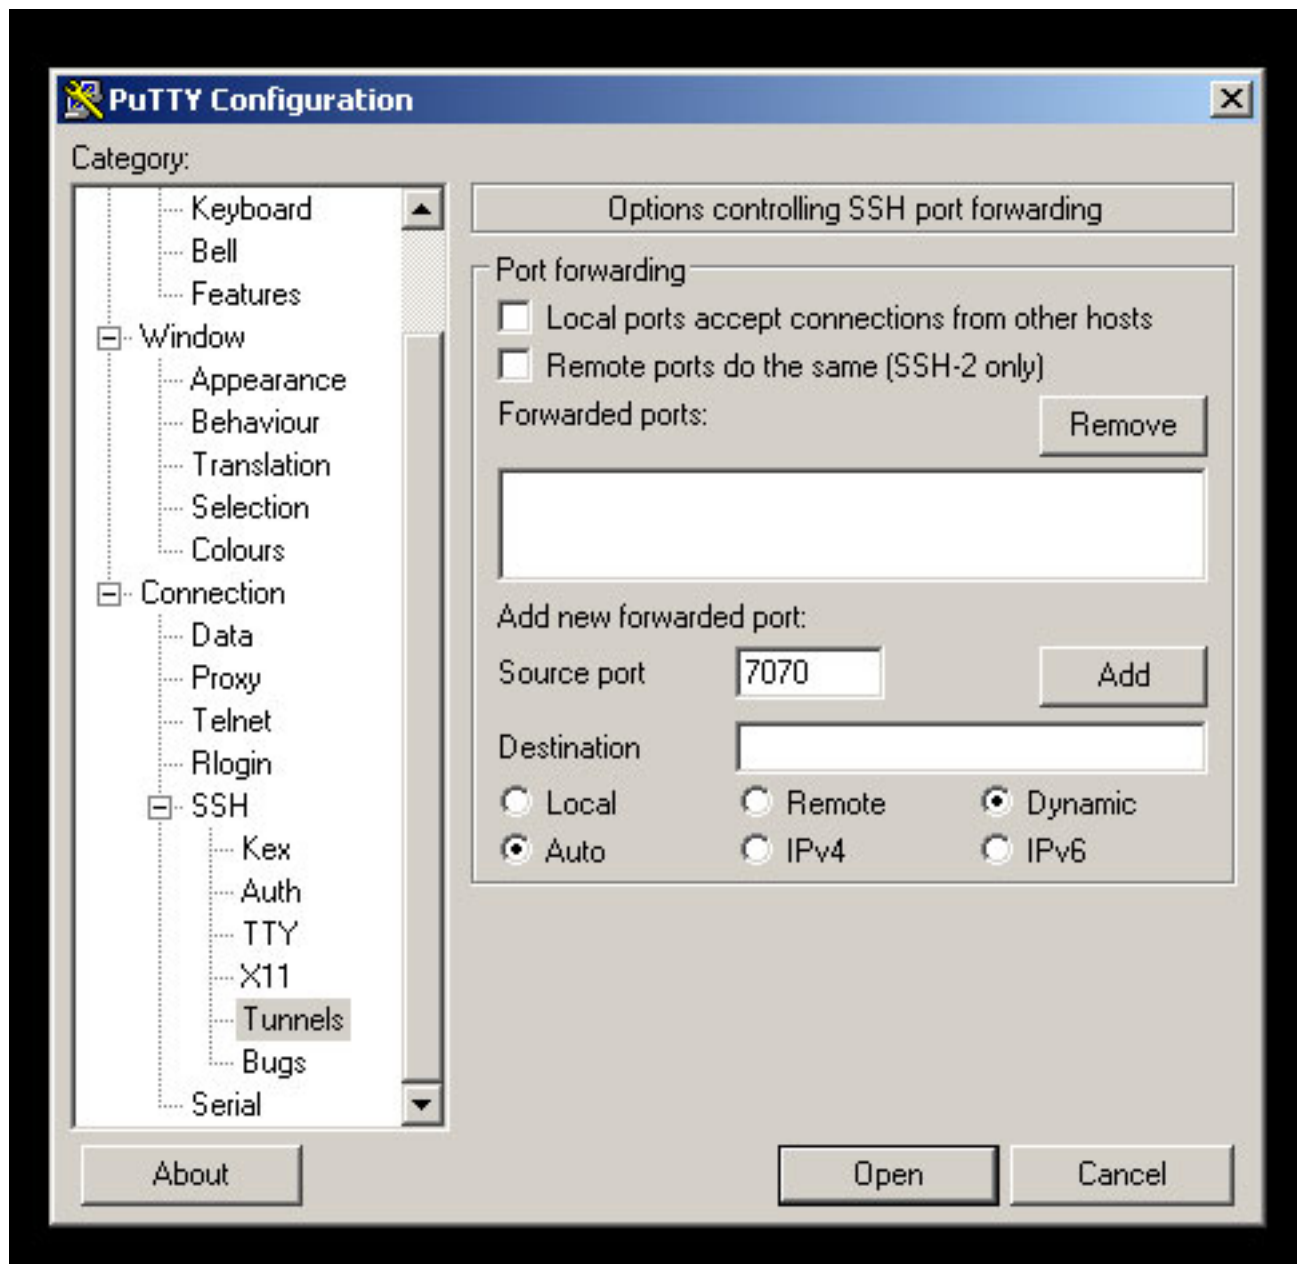 PuTTY Configuration
Category:
Keyboard
Bell
Features
Window
Appearance
Behaviour
Translation
Selection
Colours
Connection
Data
Proxy
Telnet
Rlogin
SSH
Kex
Auth
TTY
X11
Tunnels
Bugs
Serial
Options controlling SSH port forwarding
Port forwarding
Local ports accept connections from other hosts
Remote ports do the same (SSH-2 only)
Forwarded ports: Remove
Add new forwarded port:
Source port 7070 Add
Destination
Local Remote Dynamic
Auto IPv4 IPv6
About Open Cancel